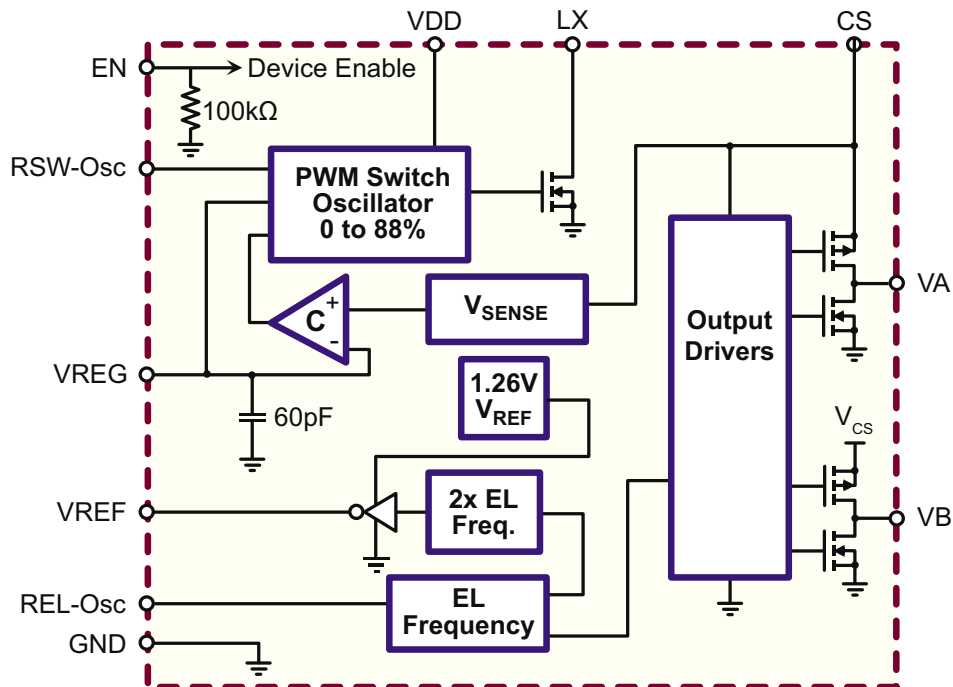 VDD
LX
CS
EN
Device Enable
100kΩ
RSW-Osc
PWM Switch
Oscillator
0 to 88%
C
+
-
VSENSE
Output
Drivers
VA
VREG
60pF
1.26V
VREF
VCS
VREF
2x EL
Freq.
VB
REL-Osc
EL
Frequency
GND